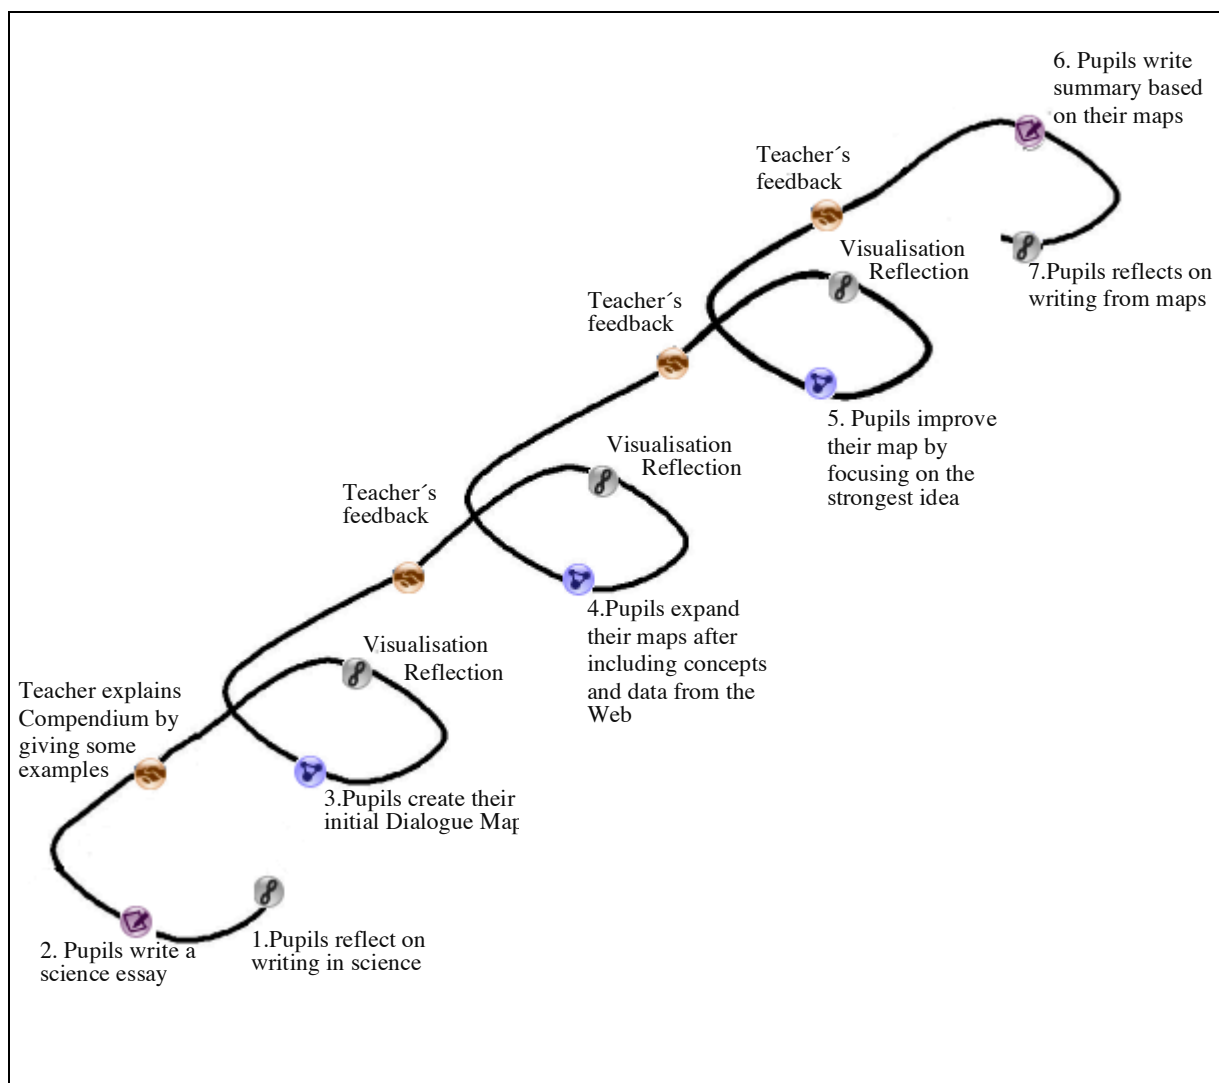 6. Pupils write
summary based
on their maps
Teacher´s
feedback
Visualisation
Reflection
7.Pupils reflects on
writing from maps
Teacher´s
feedback
5. Pupils improve
their map by
focusing on the
strongest idea
Visualisation
Reflection
Teacher´s
feedback
4.Pupils expand
their maps after
including concepts
and data from the
Web
Visualisation
Reflection
Teacher explains
Compendium by
giving some
examples
3.Pupils create their
initial Dialogue Map
1.Pupils reflect on
writing in science
2. Pupils write a
science essay